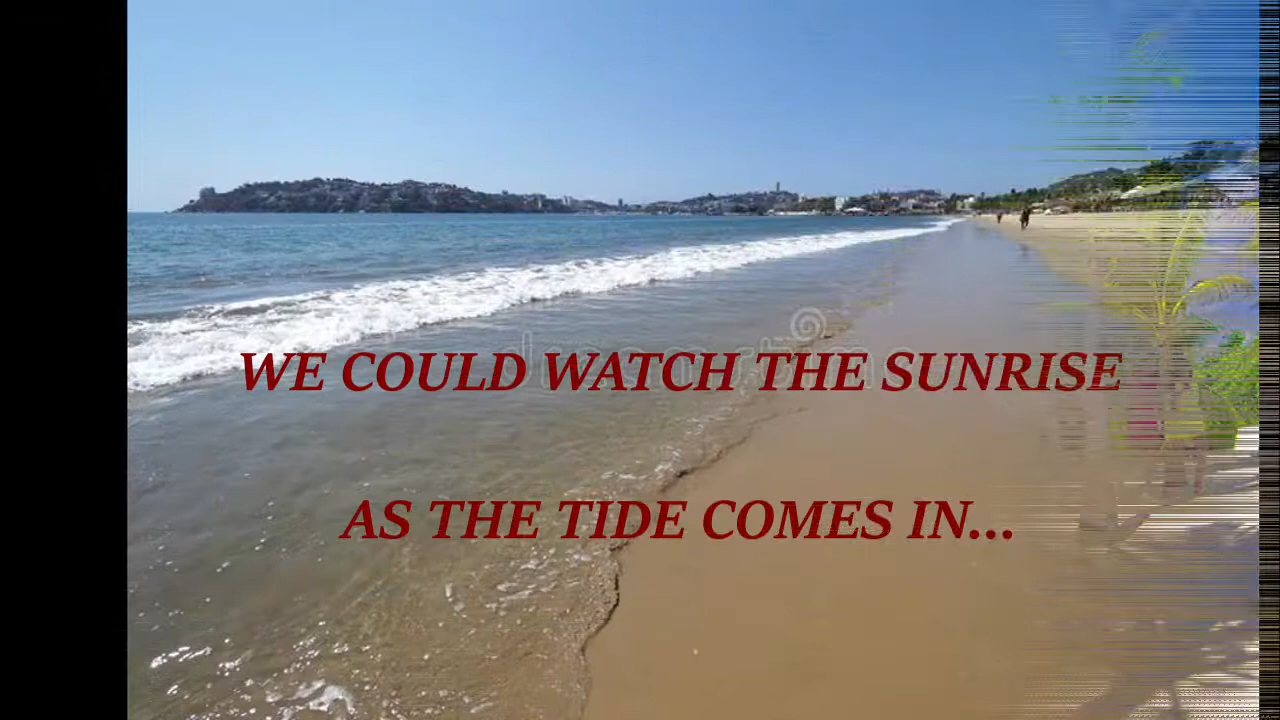 WE COULD WATCH THE SUNRISE
AS THE TIDE COMES IN...